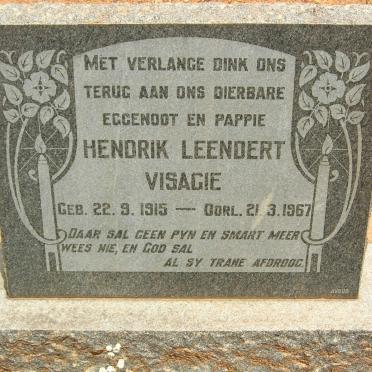 MET VERLANGE DINK ONS
TERUG AAN ONS DIERBARE
EGGENOOT EN PAPPIE
HENDRIK LEENDERT
VISAGIE
GEB. 22.9.1915 — OORL. 21.3.1967
DAAR SAL GEEN PYN EN SMART MEER
WEES NIE, EN GOD SAL
AL SY TRANE AFDROOG.